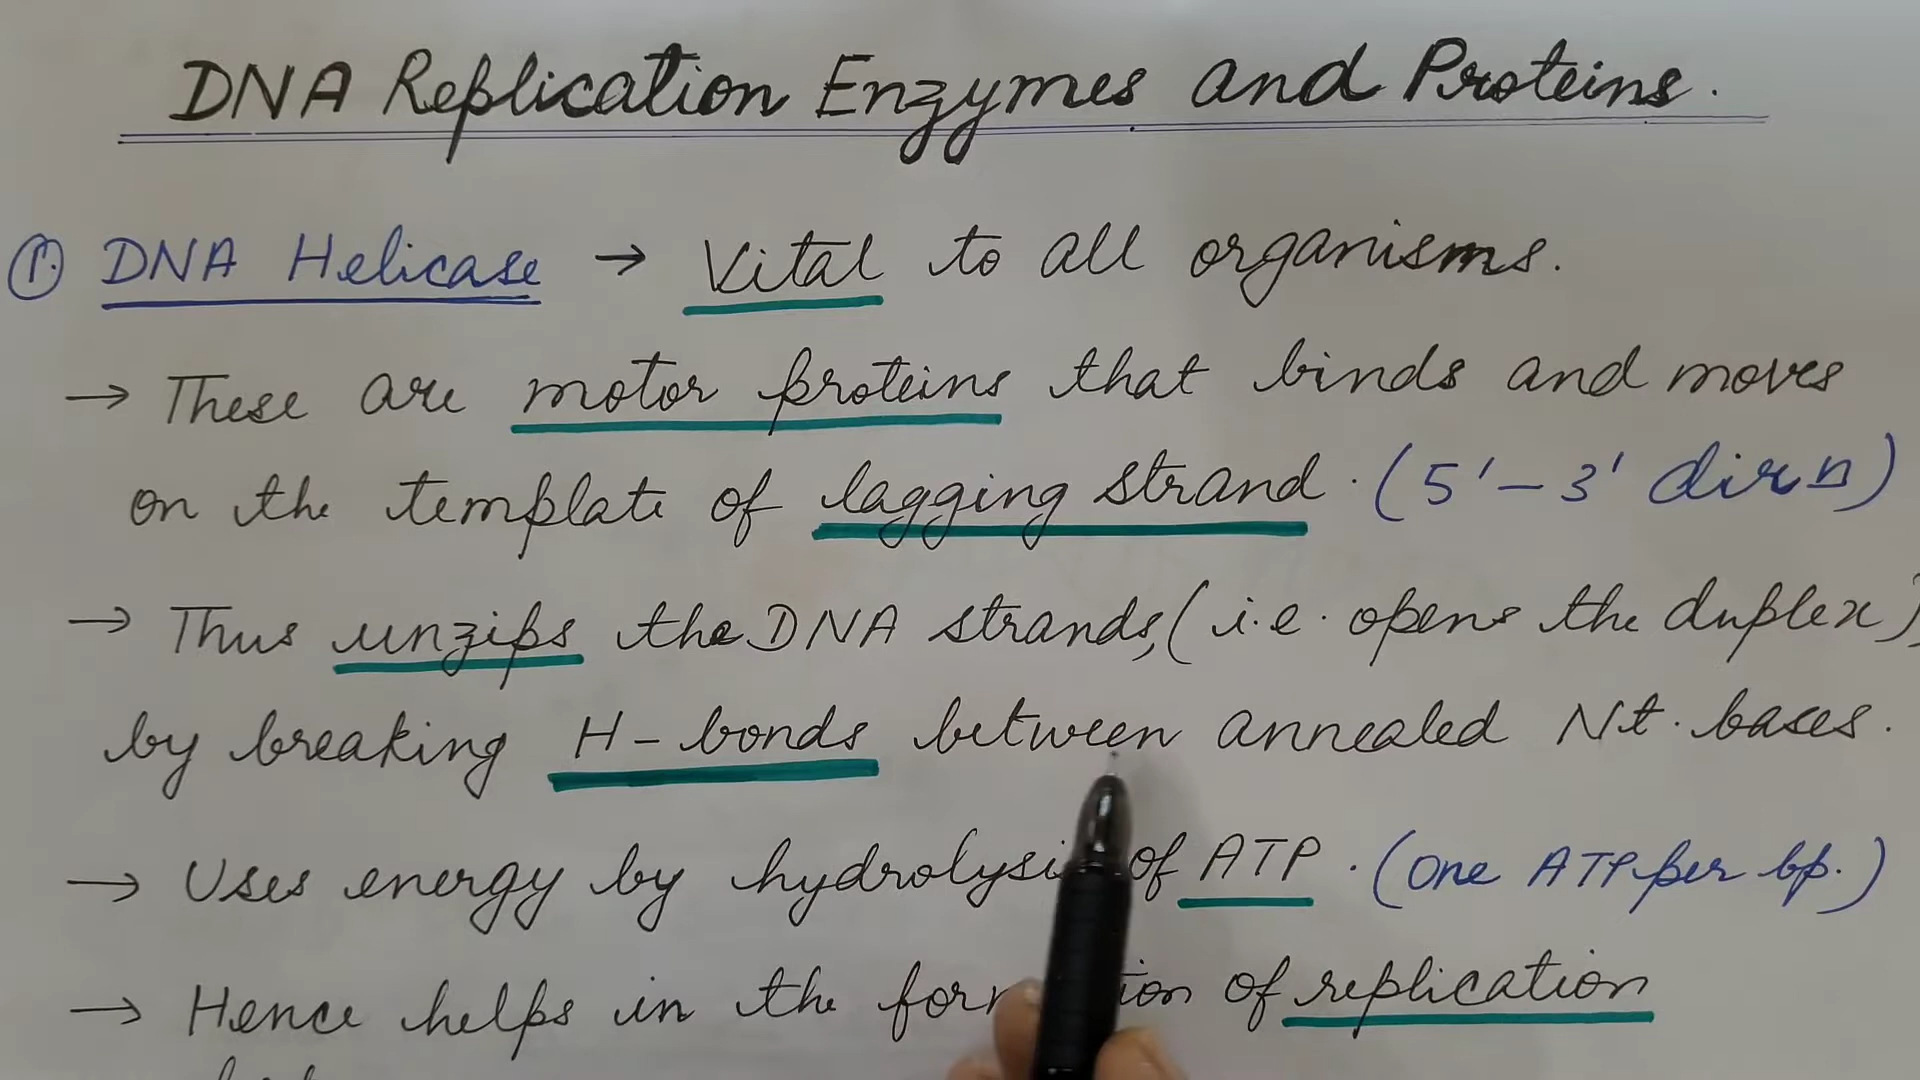 DNA Replication Enzymes and Proteins.
① DNA Helicase → Vital to all organisms.
→ These are motor proteins that binds and moves
on the template of lagging strand. (5'-3' dirn)
→ Thus unzips the DNA strands, (i.e. opens the duplex),
by breaking H-bonds between annealed Nt. bases.
→ Uses energy by hydrolysis of ATP. (One ATP per bp.)
→ Hence helps in the formation of replication